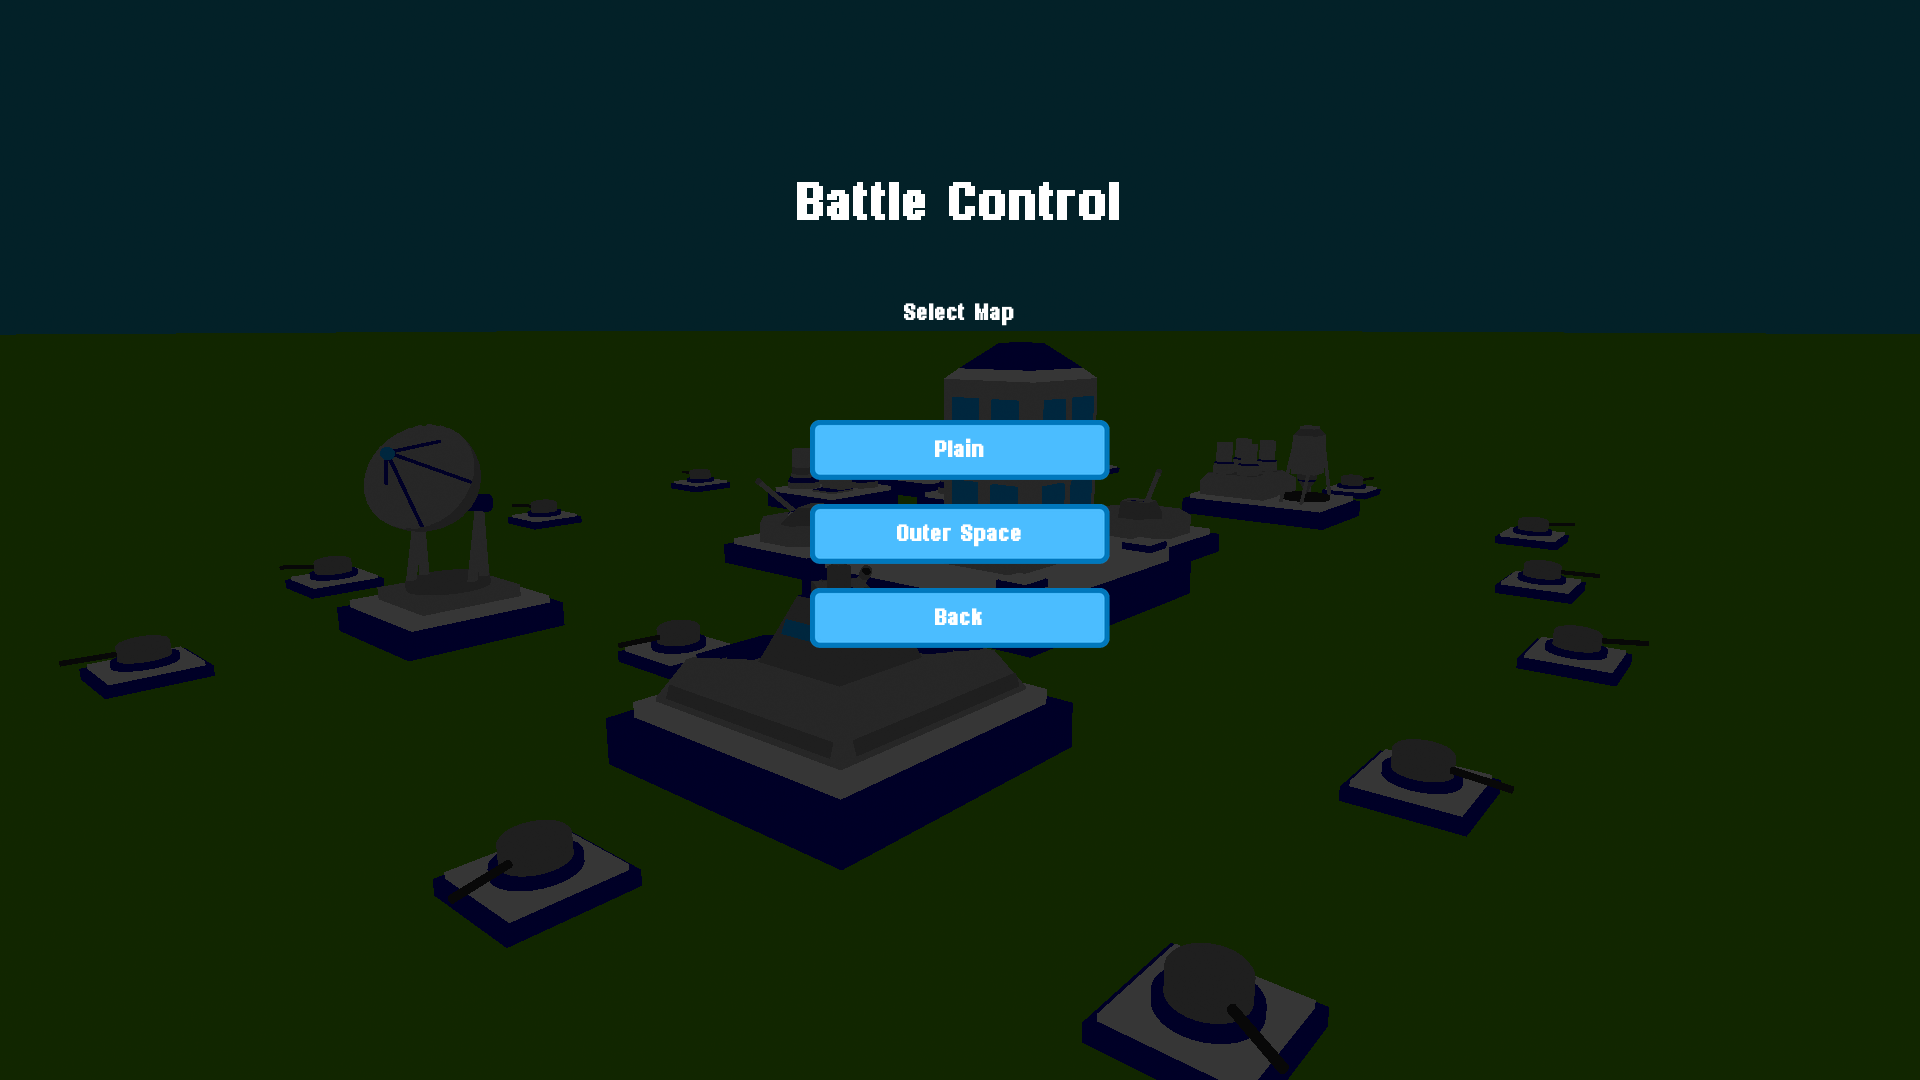 Battle Control
Select Map
Plain
Outer Space
Back